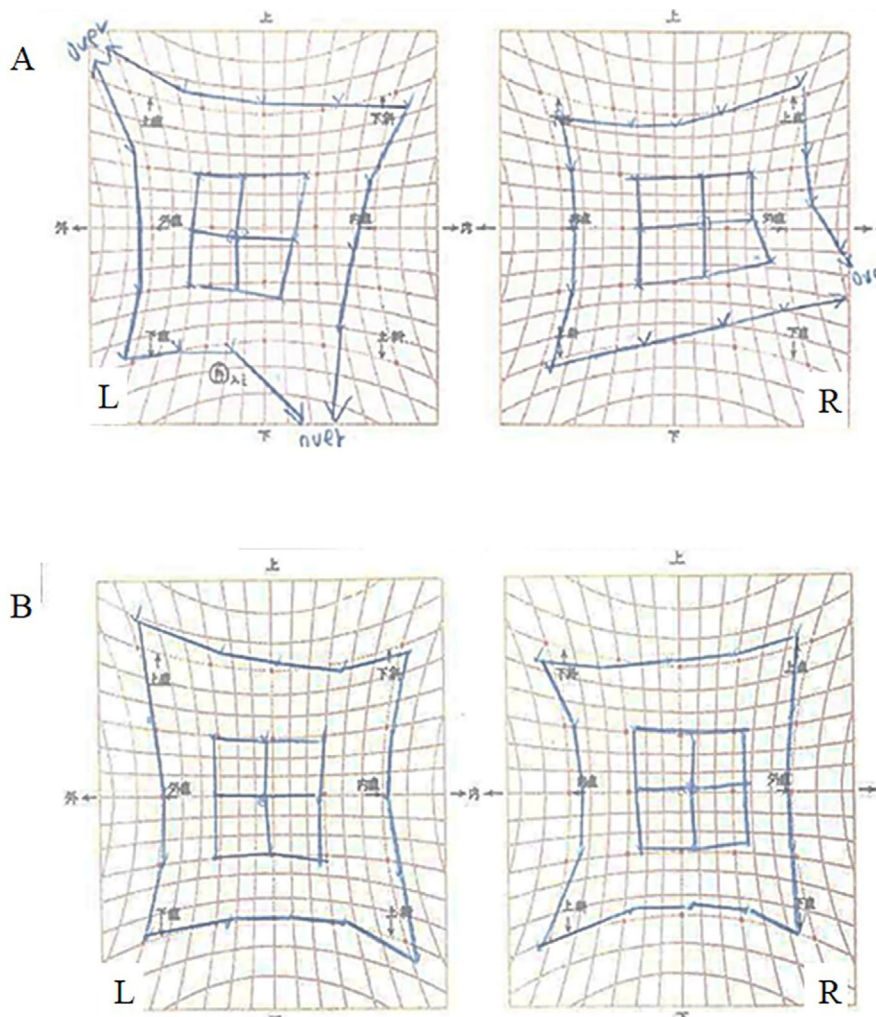 A
上
上
over
上直
下斜
下斜
上直
外
外直
内直
内
内直
外直
下直
上斜
上斜
下直
L
R
over
下
下
B
上
上
上直
下斜
下斜
上直
外
外直
内直
内
内直
外直
下直
上斜
上斜
下直
L
R